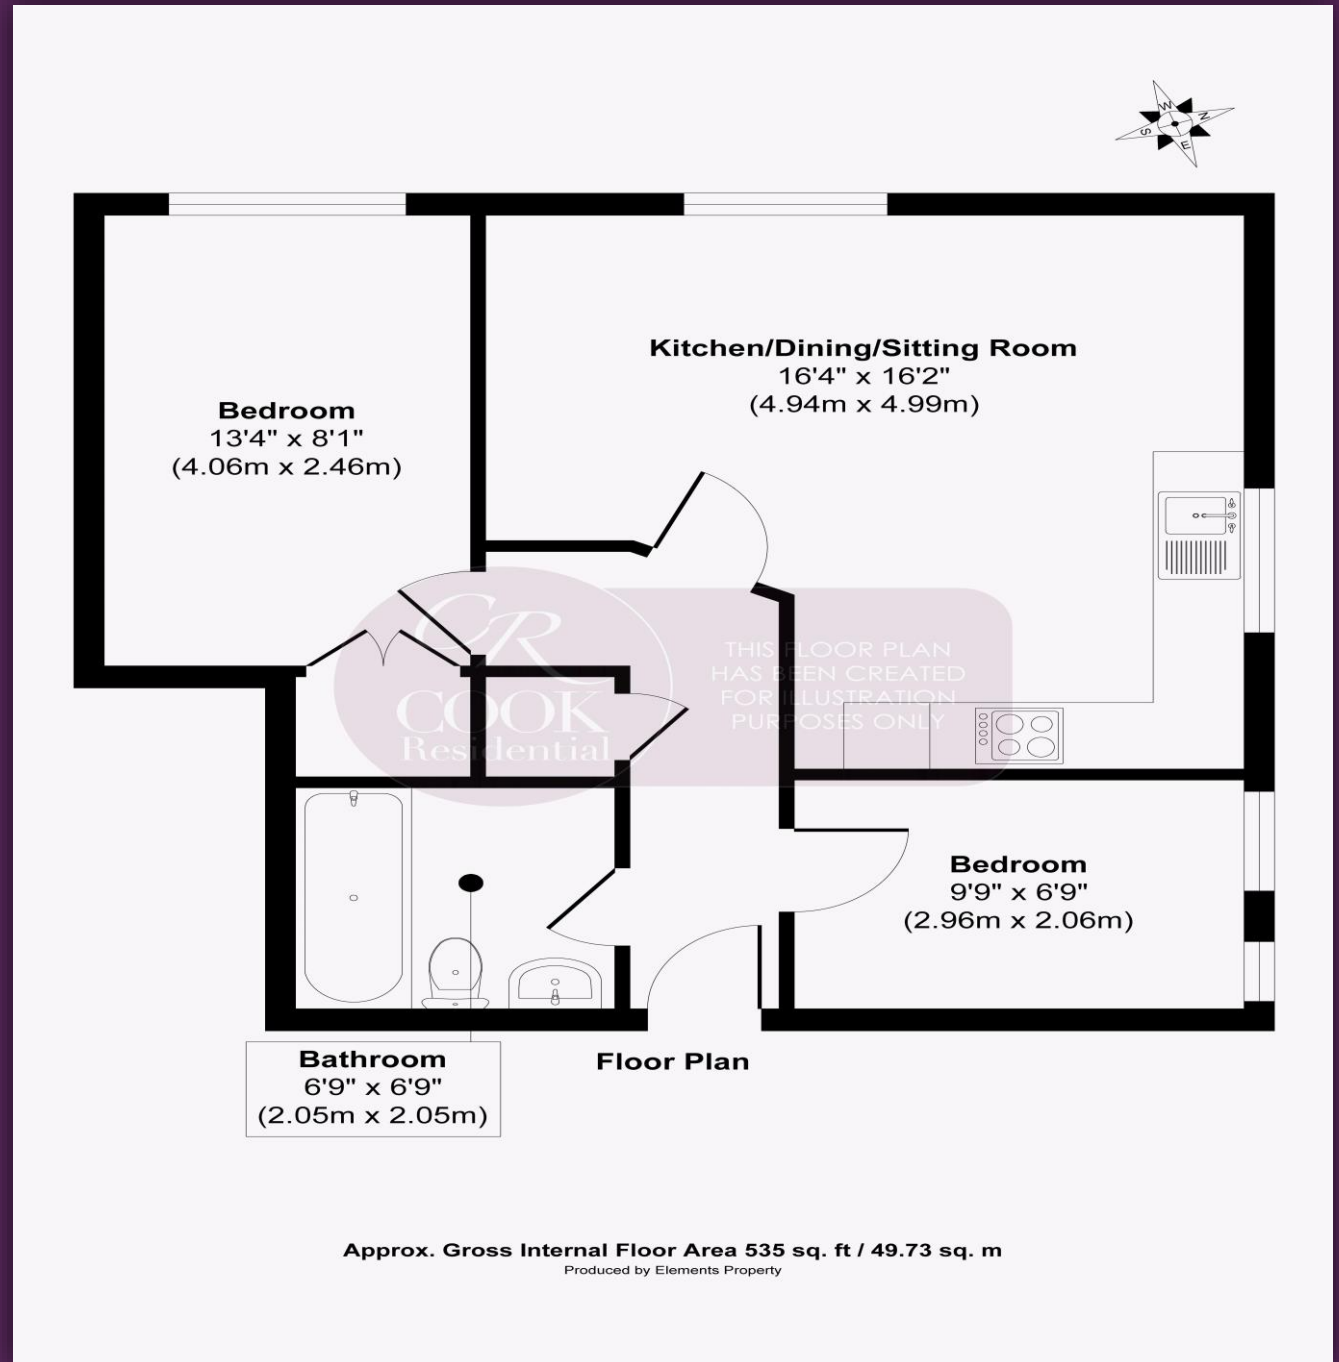 W
N
S
E
Kitchen/Dining/Sitting Room
16'4" x 16'2"
(4.94m x 4.99m)
Bedroom
13'4" x 8'1"
(4.06m x 2.46m)
CR
COOK
Residential
THIS FLOOR PLAN
HAS BEEN CREATED
FOR ILLUSTRATION
PURPOSES ONLY
Bedroom
9'9" x 6'9"
(2.96m x 2.06m)
Bathroom
6'9" x 6'9"
(2.05m x 2.05m)
Floor Plan
Approx. Gross Internal Floor Area 535 sq. ft / 49.73 sq. m
Produced by Elements Property